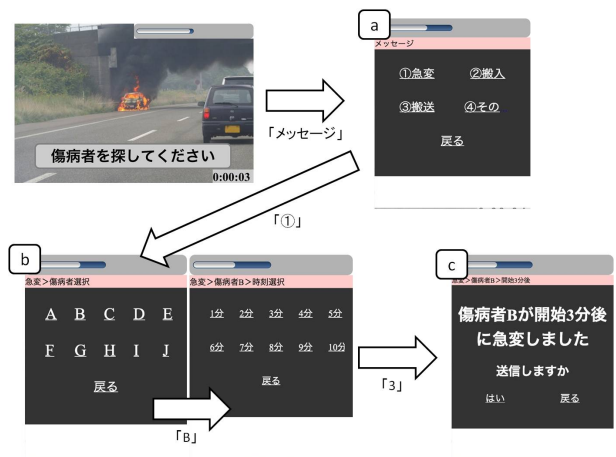 傷病者を探してください
0:00:03
「メッセージ」
a
メッセージ
①急変 ②搬入
③搬送 ④その
戻る
「①」
b
急変>傷病者選択
A B C D E
F G H I J
戻る
「B」
急変>傷病者B>時刻選択
1分 2分 3分 4分 5分
6分 7分 8分 9分 10分
戻る
「3」
c
急変>傷病者B>開始3分後
傷病者Bが開始3分後
に急変しました
送信しますか
はい 戻る